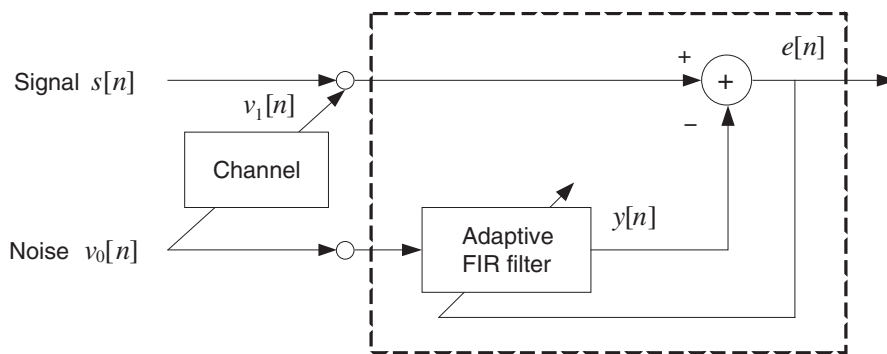 Signal s[n]
v₁[n]
Channel
Noise v₀[n]
Adaptive
FIR filter
y[n]
+
−
+
e[n]